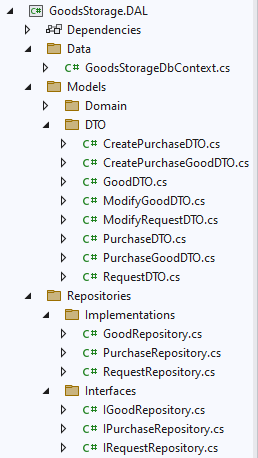 GoodsStorage.DAL
Dependencies
Data
GoodsStorageDbContext.cs
Models
Domain
DTO
CreatePurchaseDTO.cs
CreatePurchaseGoodDTO.cs
GoodDTO.cs
ModifyGoodDTO.cs
ModifyRequestDTO.cs
PurchaseDTO.cs
PurchaseGoodDTO.cs
RequestDTO.cs
Repositories
Implementations
GoodRepository.cs
PurchaseRepository.cs
RequestRepository.cs
Interfaces
IGoodRepository.cs
IPurchaseRepository.cs
IRequestRepository.cs